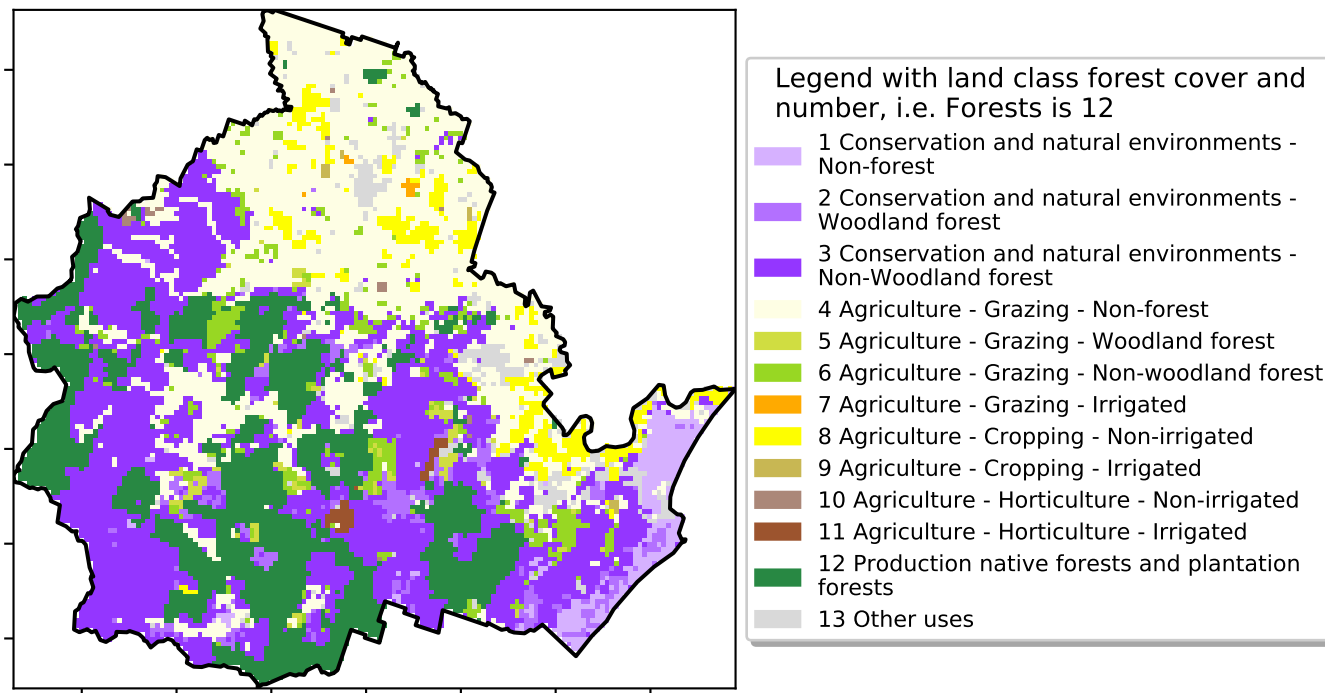 Legend with land class forest cover and
number, i.e. Forests is 12
1 Conservation and natural environments -
Non-forest
2 Conservation and natural environments -
Woodland forest
3 Conservation and natural environments -
Non-Woodland forest
4 Agriculture - Grazing - Non-forest
5 Agriculture - Grazing - Woodland forest
6 Agriculture - Grazing - Non-woodland forest
7 Agriculture - Grazing - Irrigated
8 Agriculture - Cropping - Non-irrigated
9 Agriculture - Cropping - Irrigated
10 Agriculture - Horticulture - Non-irrigated
11 Agriculture - Horticulture - Irrigated
12 Production native forests and plantation
forests
13 Other uses